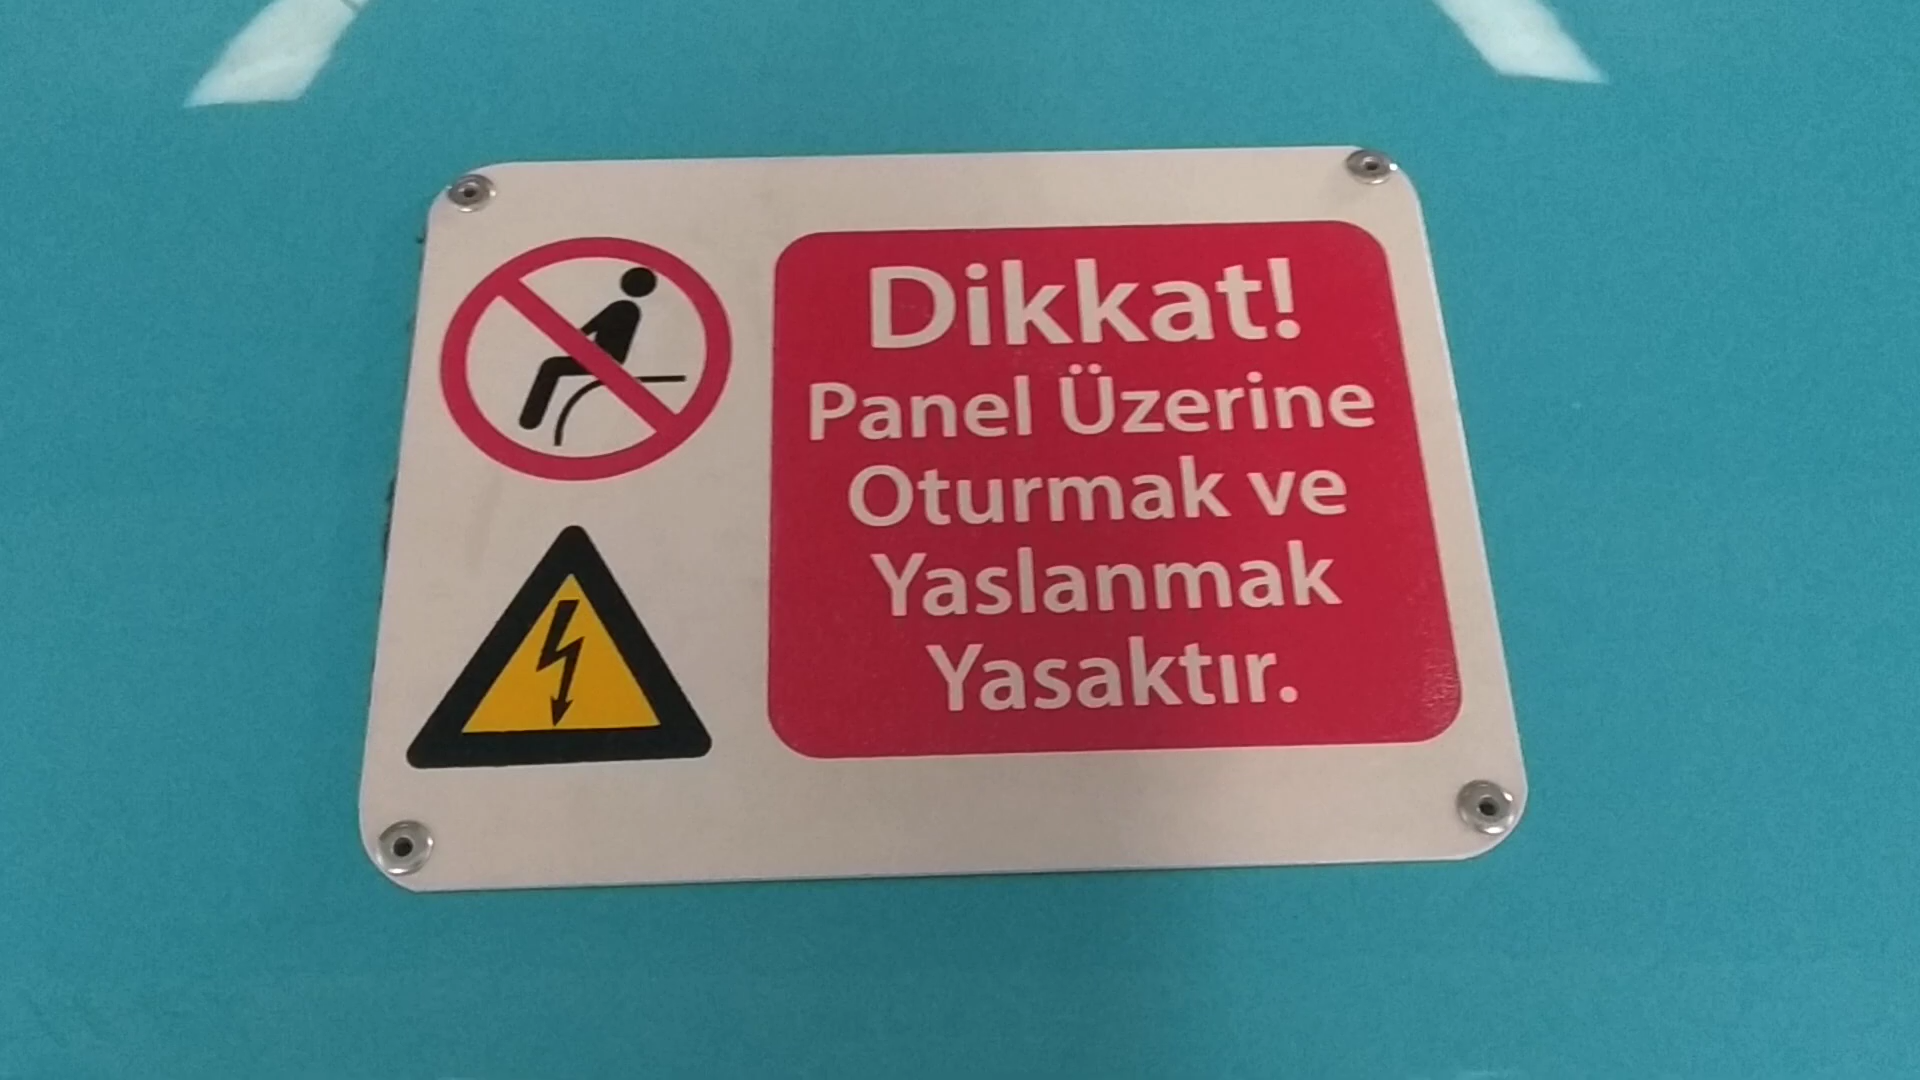 Dikkat!
Panel Üzerine
Oturmak ve
Yaslanmak
Yasaktır.